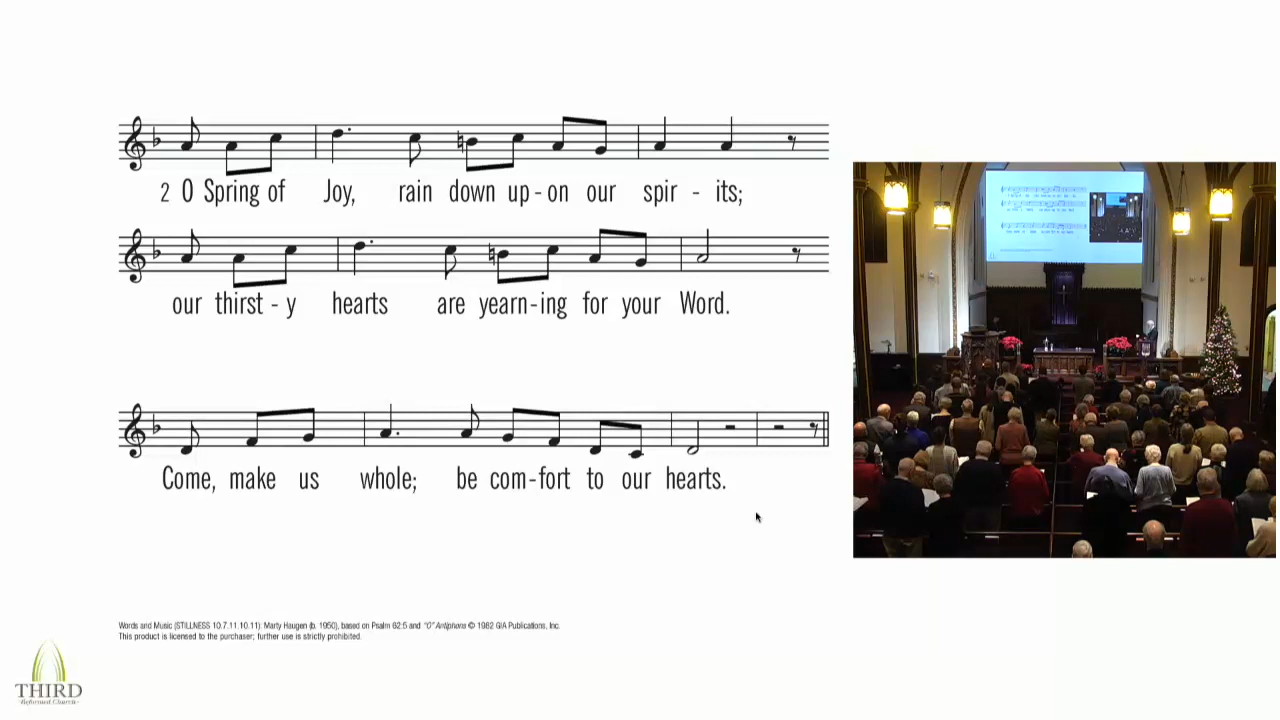 2 O Spring of Joy, rain down up-on our spir - its;
our thirst - y hearts are yearn-ing for your Word.
Come, make us whole; be com-fort to our hearts.
Words and Music (STILLNESS 10.7.11.10.11): Marty Haugen (b. 1950), based on Psalm 62:5 and "O" Antiphons © 1982 GIA Publications, Inc.
This product is licensed to the purchaser; further use is strictly prohibited.
THIRD
Reformed Church